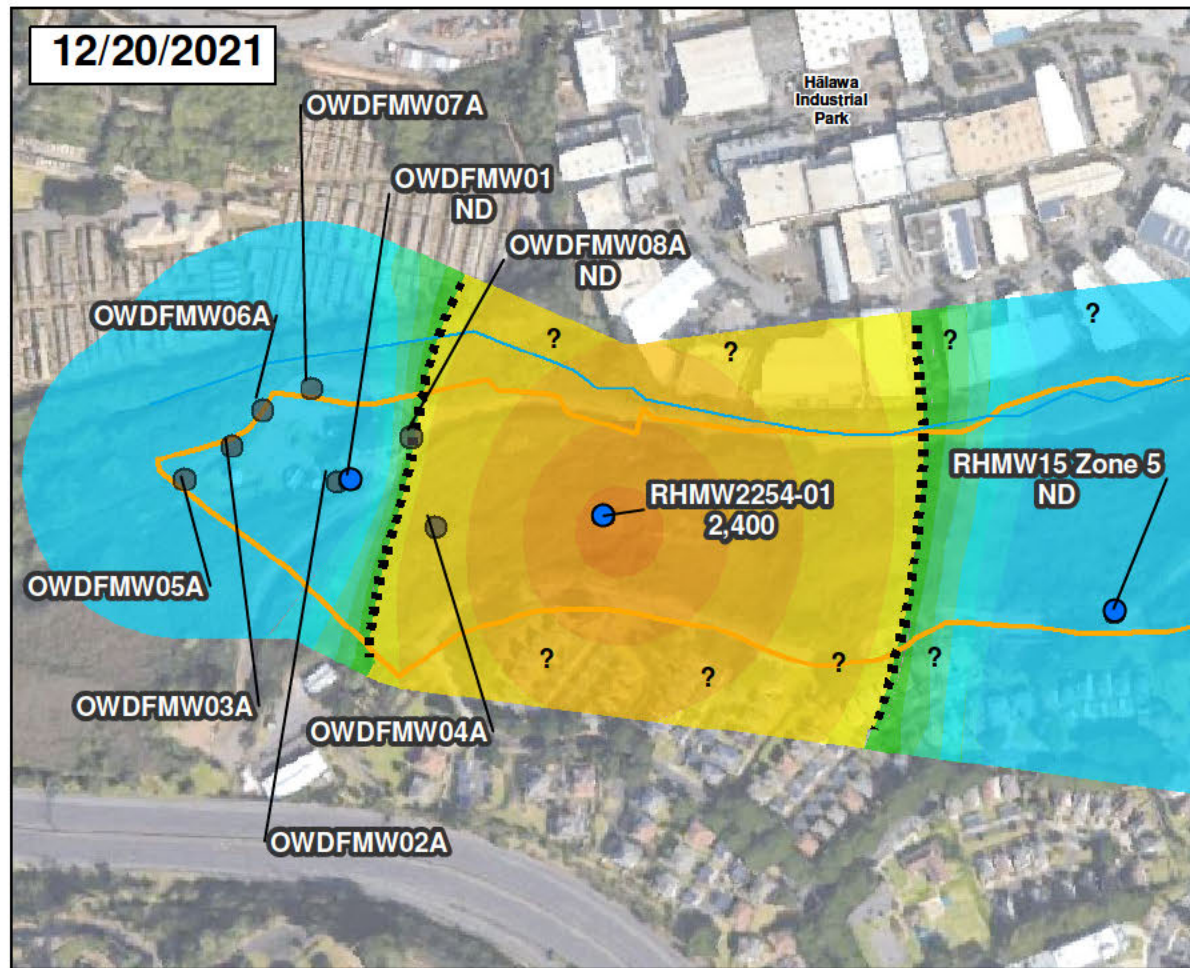 12/20/2021
Hālawa
Industrial
Park
OWDFMW07A
OWDFMW01
ND
OWDFMW08A
ND
OWDFMW06A
?
?
?
?
RHMW15 Zone 5
ND
RHMW2254-01
2,400
OWDFMW05A
?
?
?
?
OWDFMW03A
OWDFMW04A
OWDFMW02A